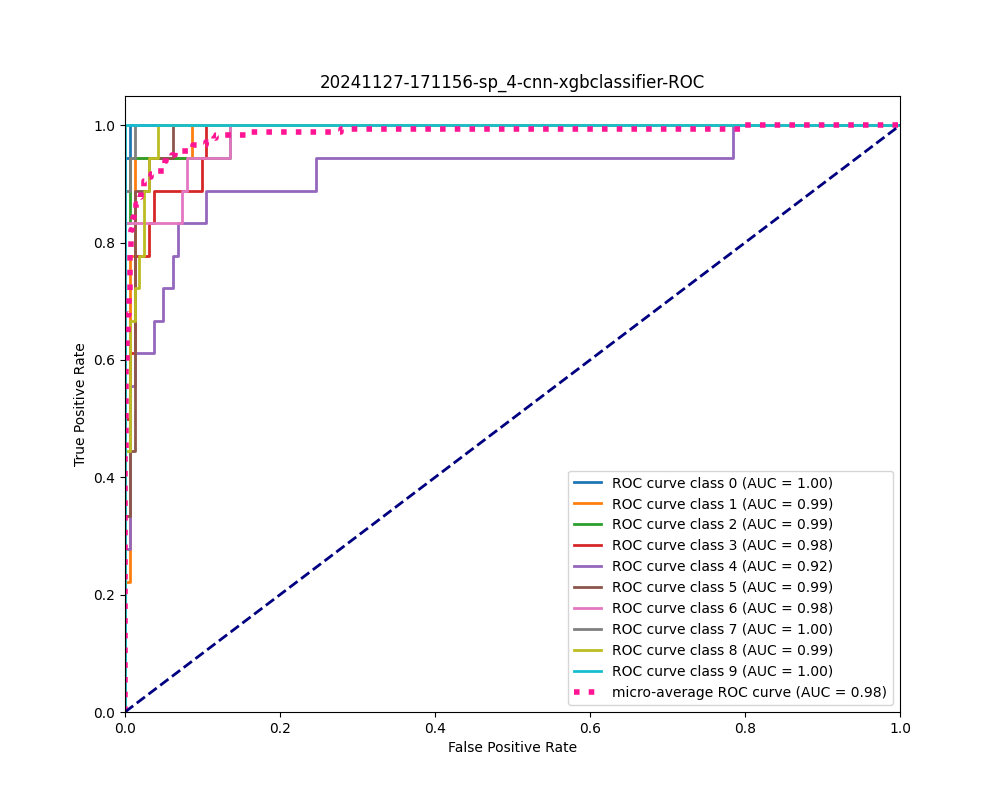 20241127-171156-sp_4-cnn-xgbclassifier-ROC
True Positive Rate
1.0
0.8
0.6
0.4
0.2
0.0
ROC curve class 0 (AUC = 1.00)
ROC curve class 1 (AUC = 0.99)
ROC curve class 2 (AUC = 0.99)
ROC curve class 3 (AUC = 0.98)
ROC curve class 4 (AUC = 0.92)
ROC curve class 5 (AUC = 0.99)
ROC curve class 6 (AUC = 0.98)
ROC curve class 7 (AUC = 1.00)
ROC curve class 8 (AUC = 0.99)
ROC curve class 9 (AUC = 1.00)
micro-average ROC curve (AUC = 0.98)
0.0 0.2 0.4 0.6 0.8 1.0
False Positive Rate